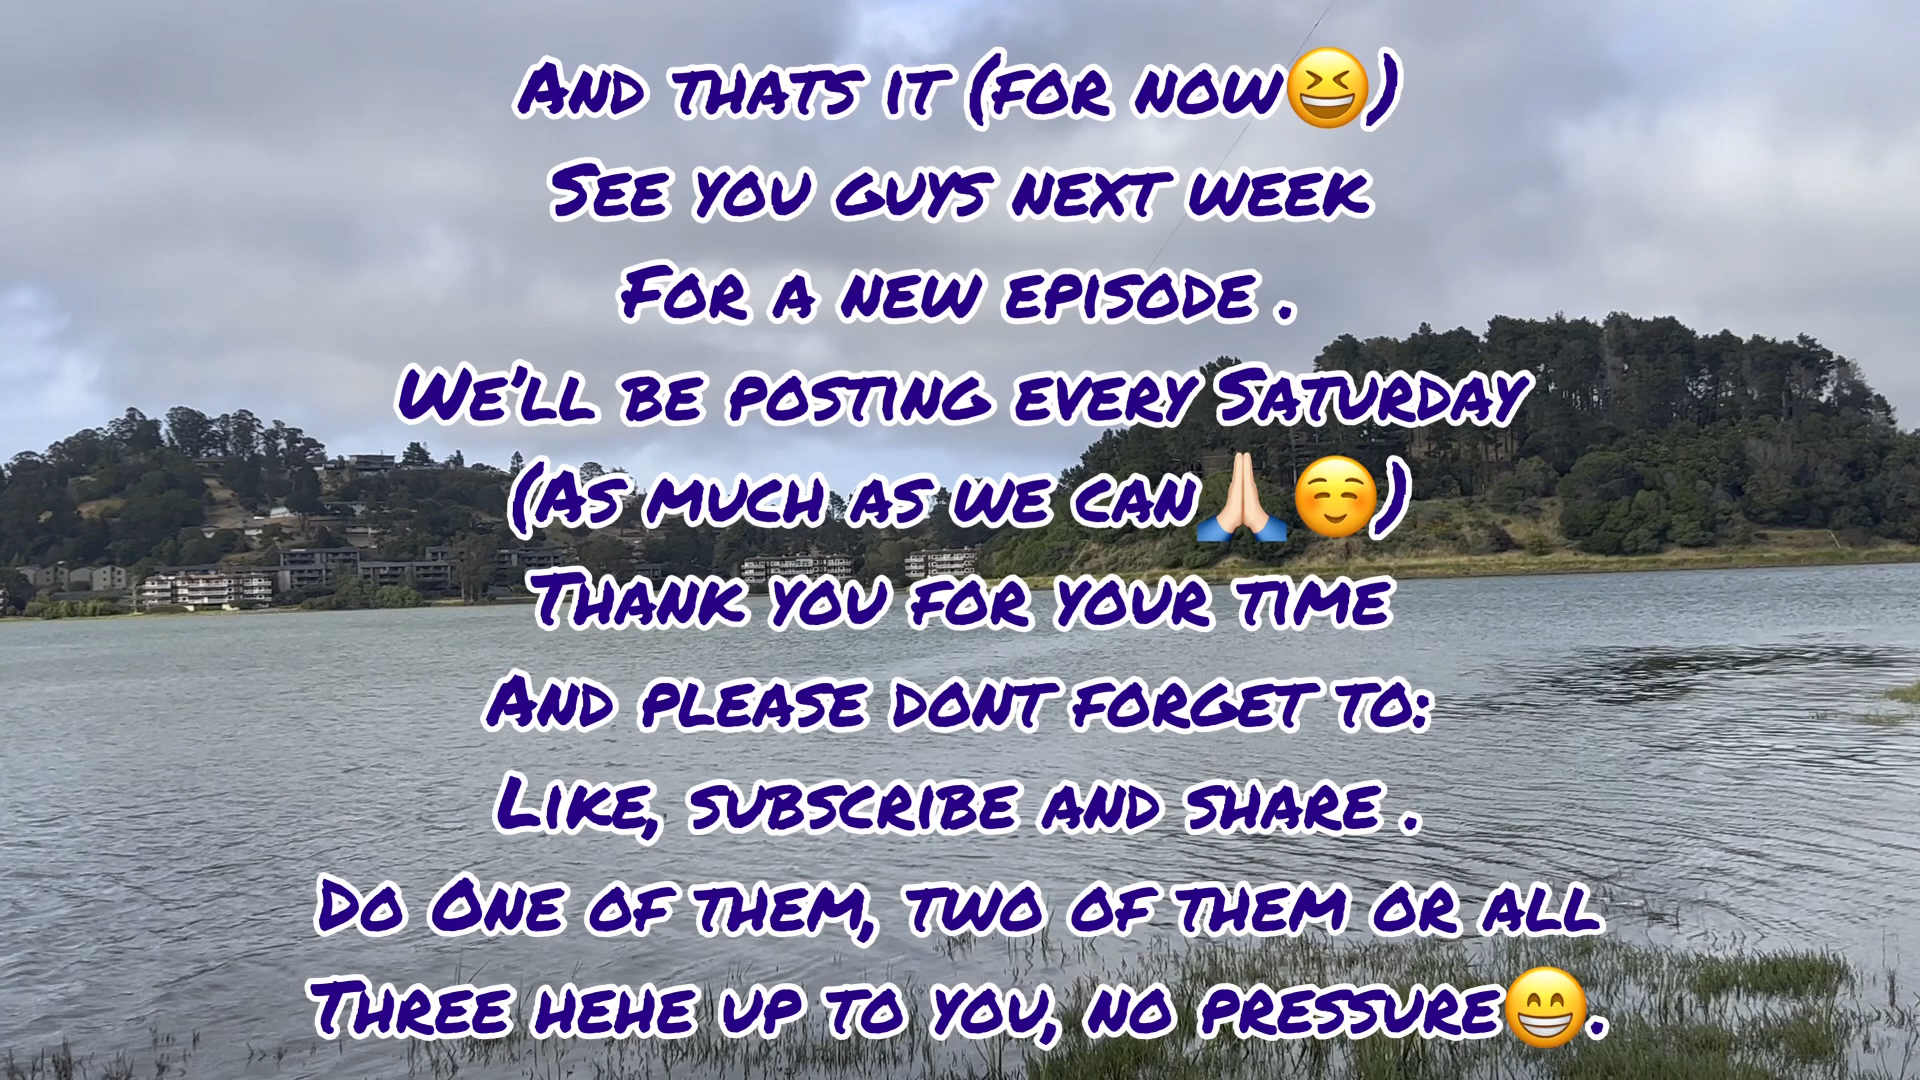 And thats it (for now😆)
See you guys next week
For a new episode .
We'll be posting every Saturday
(As much as we can🙏🏻☺️)
Thank you for your time
And please dont forget to:
Like, subscribe and share .
Do One of them, two of them or all
Three hehe up to you, no pressure😁.